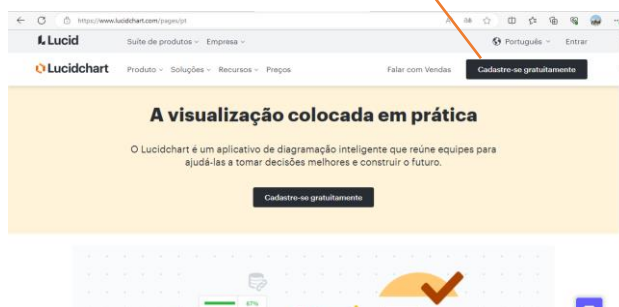 https://www.lucidchart.com/pages/pt
Lucid Suíte de produtos Empresa Português Entrar
Lucidchart Produto Soluções Recursos Preços Falar com Vendas Cadastre-se gratuitamente
A visualização colocada em prática
O Lucidchart é um aplicativo de diagramação inteligente que reúne equipes para
ajudá-las a tomar decisões melhores e construir o futuro.
Cadastre-se gratuitamente
67%